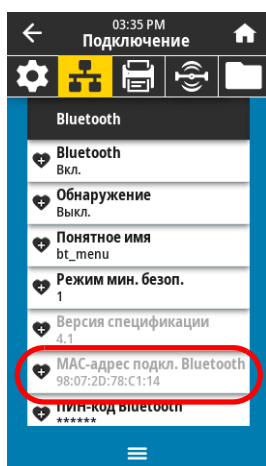 03:35 PM
Подключение
Bluetooth
Bluetooth
Вкл.
Обнаружение
Выкл.
Понятное имя
bt_menu
Режим мин. безоп.
1
Версия спецификации
4.1
MAC-адрес подкл. Bluetooth
98:07:2D:78:C1:14
ПИН-код Bluetooth
******